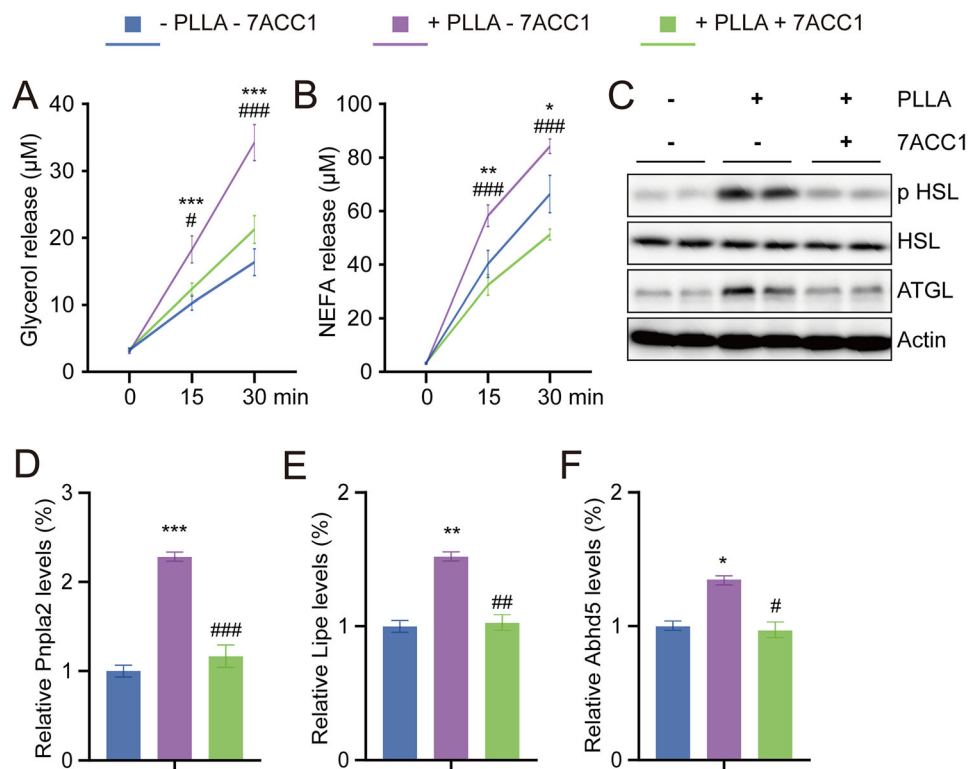 - PLLA - 7ACC1 + PLLA - 7ACC1 + PLLA + 7ACC1
A
Glycerol release (μM)
40
30
20
10
0
***
###
***
#
0 15 30 min
B
NEFA release (μM)
100
80
60
40
20
0
*
###
**
###
0 15 30 min
C
- + + PLLA
- - + 7ACC1
p HSL
HSL
ATGL
Actin
D
Relative Pnpla2 levels (%)
3
2
1
0
***
###
E
Relative Lipe levels (%)
2
1
0
**
##
F
Relative Abhd5 levels (%)
2
1
0
*
#